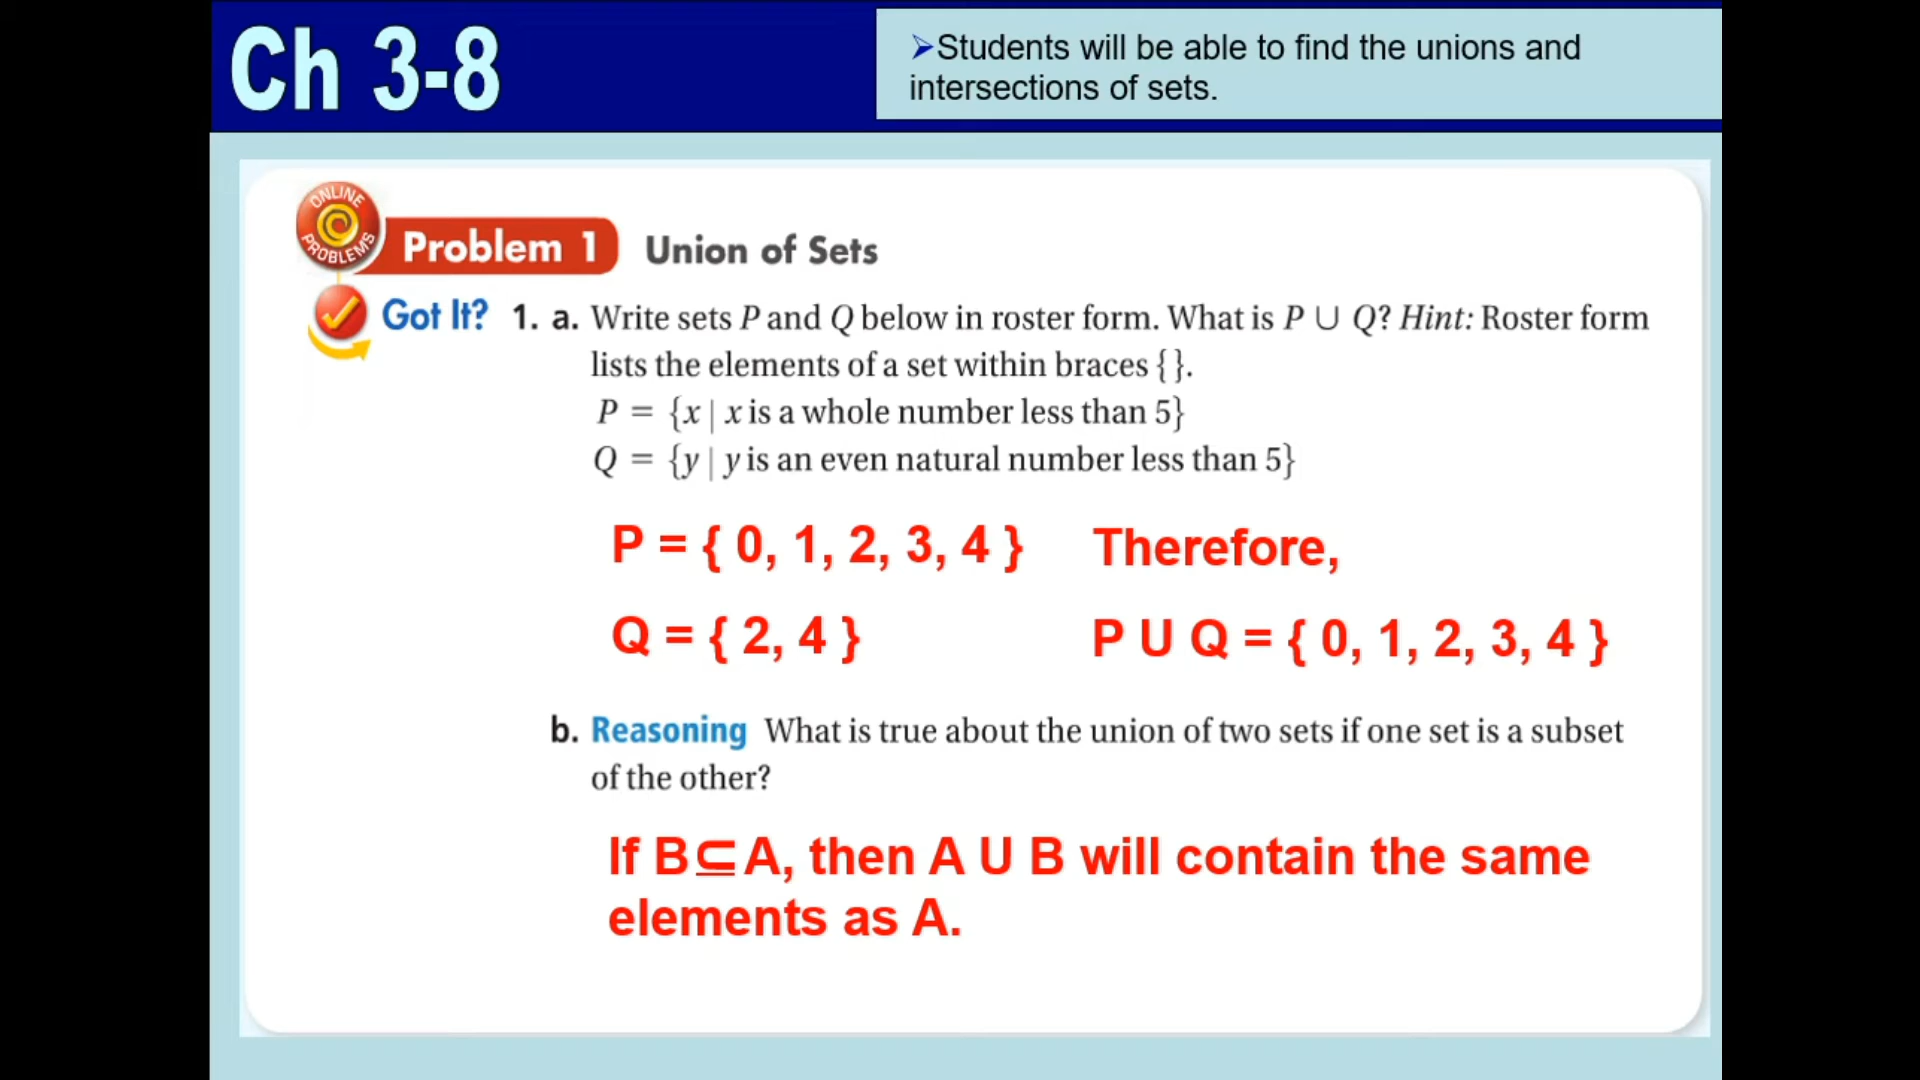 Ch 3-8
➢Students will be able to find the unions and
intersections of sets.
ONLINE
PROBLEMS
Problem 1 Union of Sets
Got It? 1. a. Write sets P and Q below in roster form. What is P ∪ Q? Hint: Roster form
lists the elements of a set within braces { }.
P = {x | x is a whole number less than 5}
Q = {y | y is an even natural number less than 5}
P = { 0, 1, 2, 3, 4 } Therefore,
Q = { 2, 4 } P U Q = { 0, 1, 2, 3, 4 }
b. Reasoning What is true about the union of two sets if one set is a subset
of the other?
If B⊆A, then A U B will contain the same
elements as A.